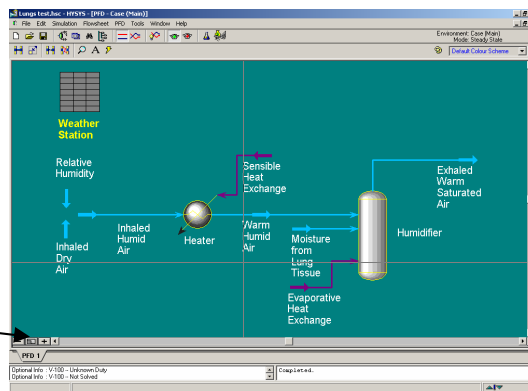 Lungs test.hsc - HYSYS - [PFD - Case (Main)]
File Edit Simulation Flowsheet PFD Tools Window Help
Environment: Case (Main)
Mode: Steady State
A
Default Colour Scheme
Weather
Station
Relative
Humidity
Inhaled
Dry
Air
Inhaled
Humid
Air
Heater
Sensible
Heat
Exchange
Warm
Humid
Air
Moisture
from
Lung
Tissue
Evaporative
Heat
Exchange
Humidifier
Exhaled
Warm
Saturated
Air
PFD 1
Optional Info : V-100 -- Unknown Duty
Optional Info : V-100 -- Not Solved
Completed.